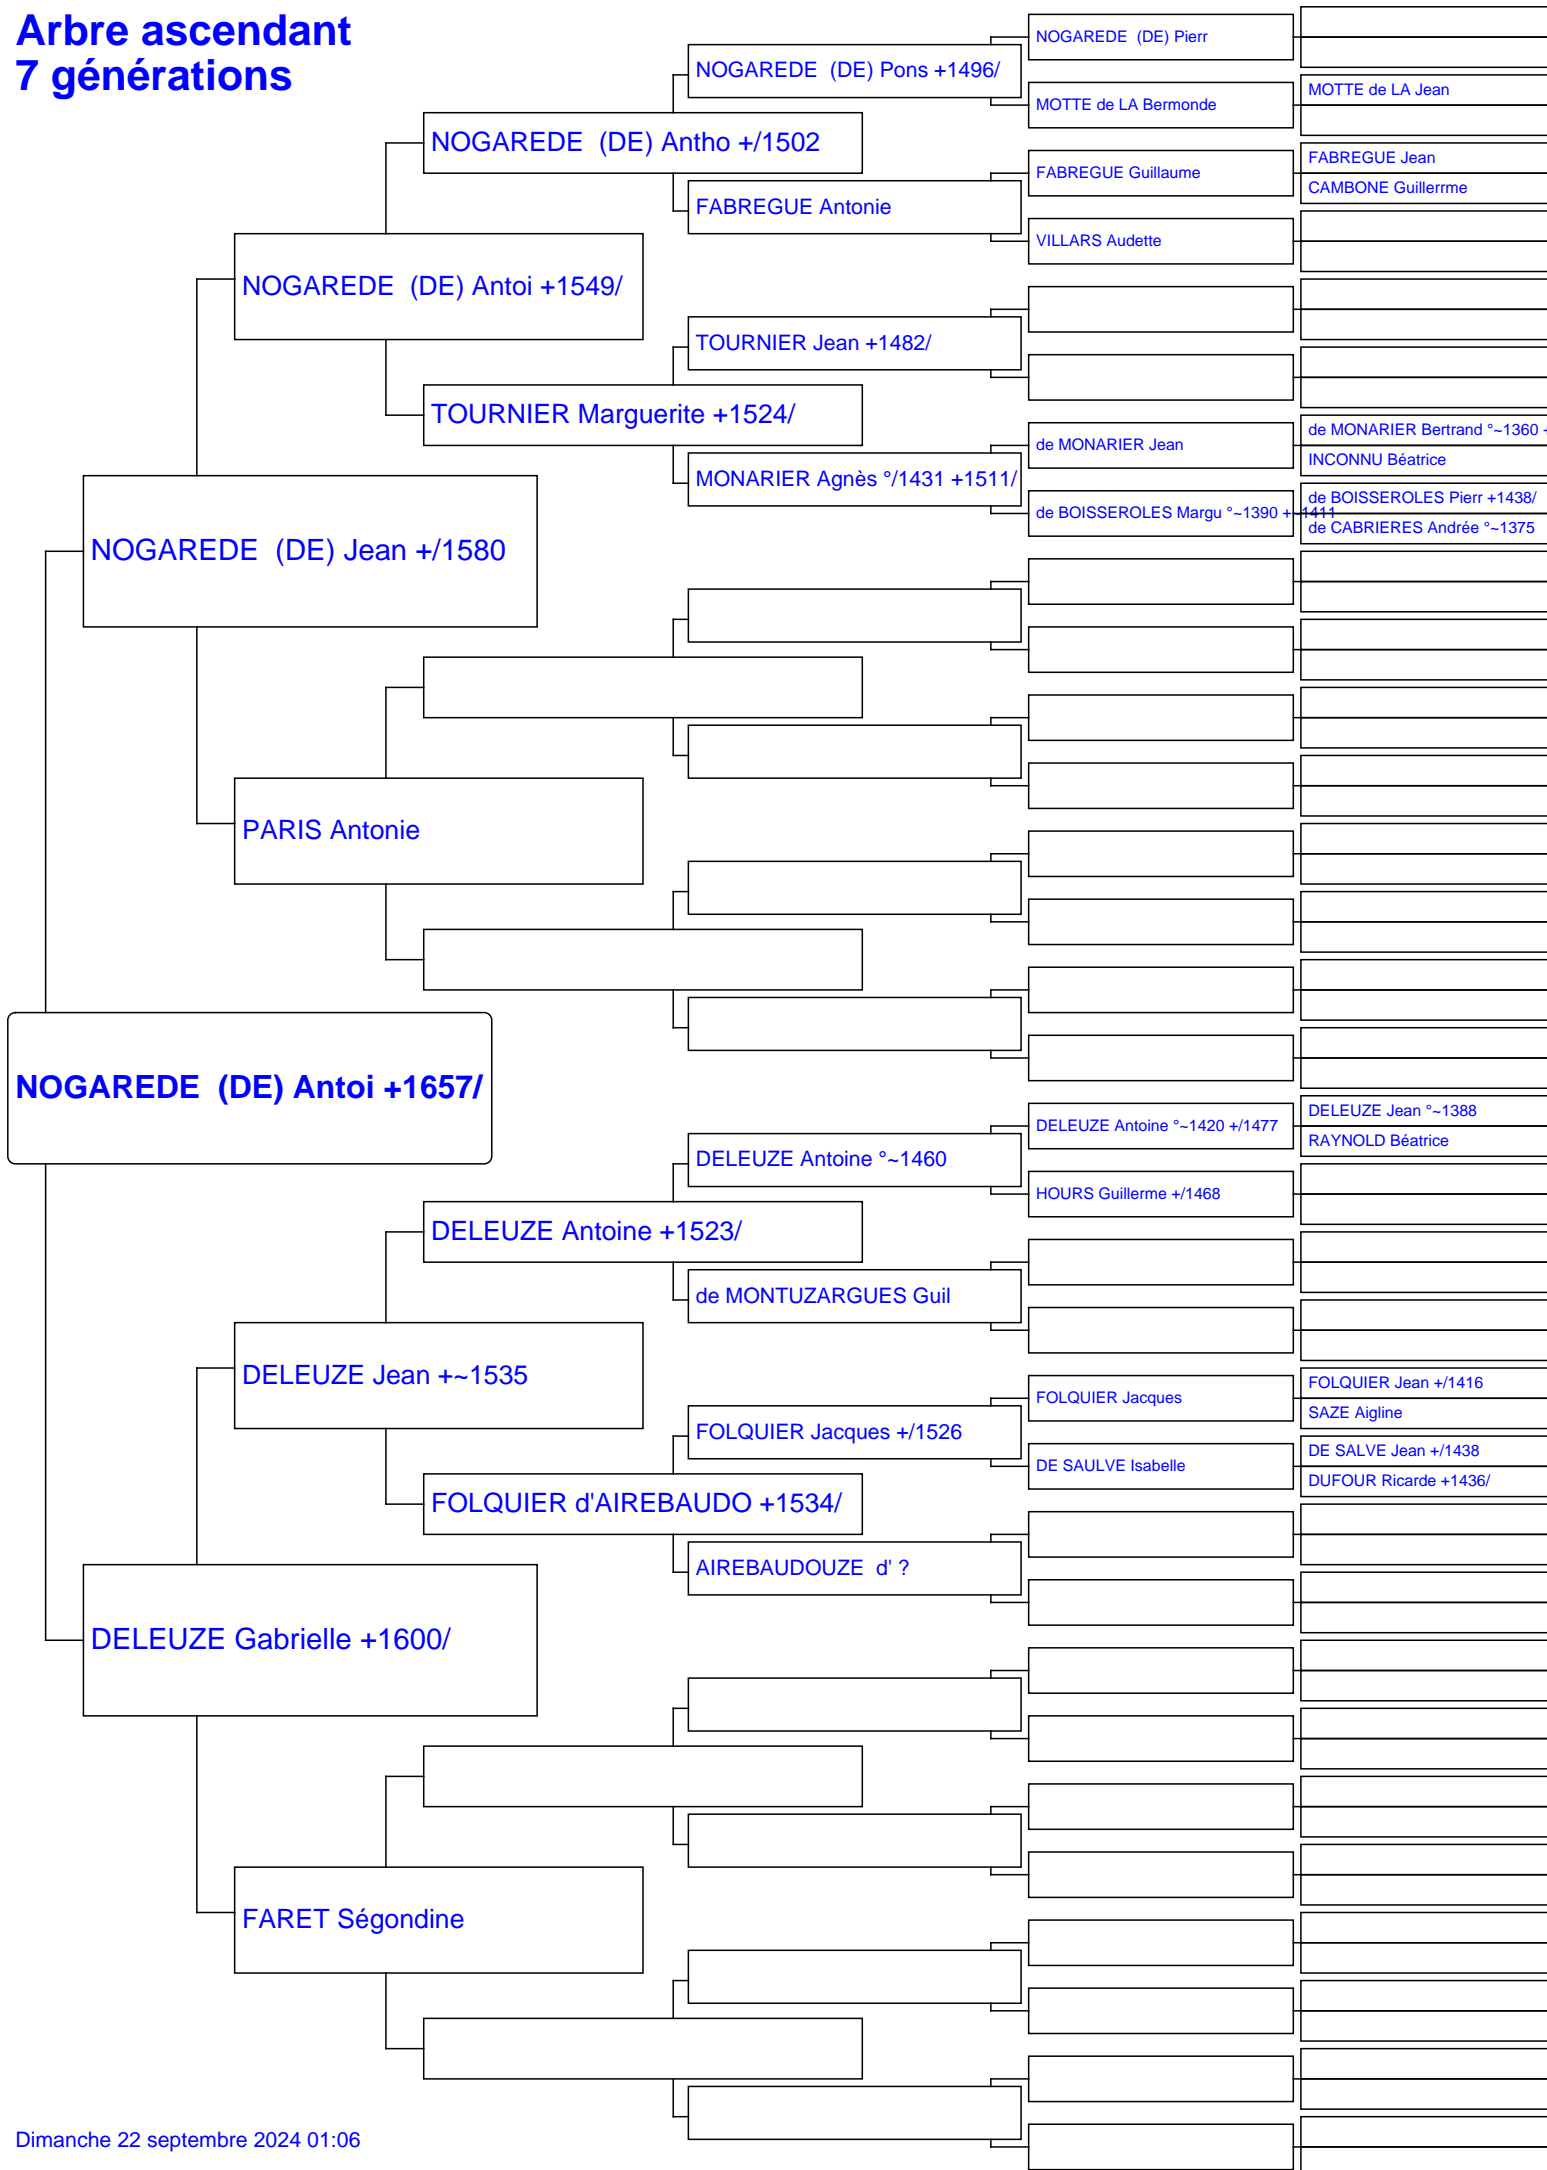 Arbre ascendant
7 générations
NOGAREDE  (DE) Pierr
NOGAREDE  (DE) Pons +1496/
MOTTE de LA Jean
MOTTE de LA Bermonde
NOGAREDE  (DE) Antho +/1502
FABREGUE Jean
FABREGUE Guillaume
CAMBONE Guillerrme
FABREGUE Antonie
VILLARS Audette
NOGAREDE  (DE) Antoi +1549/
TOURNIER Jean +1482/
TOURNIER Marguerite +1524/
de MONARIER Bertrand °~1360 +
de MONARIER Jean
INCONNU Béatrice
MONARIER Agnès °/1431 +1511/
de BOISSEROLES Pierr +1438/
de BOISSEROLES Margu °~1390 +~1411
de CABRIERES Andrée °~1375
NOGAREDE  (DE) Jean +/1580
PARIS Antonie
NOGAREDE  (DE) Antoi +1657/
DELEUZE Jean °~1388
DELEUZE Antoine °~1420 +/1477
RAYNOLD Béatrice
DELEUZE Antoine °~1460
HOURS Guillerme +/1468
DELEUZE Antoine +1523/
de MONTUZARGUES Guil
DELEUZE Jean +~1535
FOLQUIER Jean +/1416
FOLQUIER Jacques
SAZE Aigline
FOLQUIER Jacques +/1526
DE SALVE Jean +/1438
DE SAULVE Isabelle
DUFOUR Ricarde +1436/
FOLQUIER d'AIREBAUDO +1534/
AIREBAUDOUZE  d' ?
DELEUZE Gabrielle +1600/
FARET Ségondine
Dimanche 22 septembre 2024 01:06